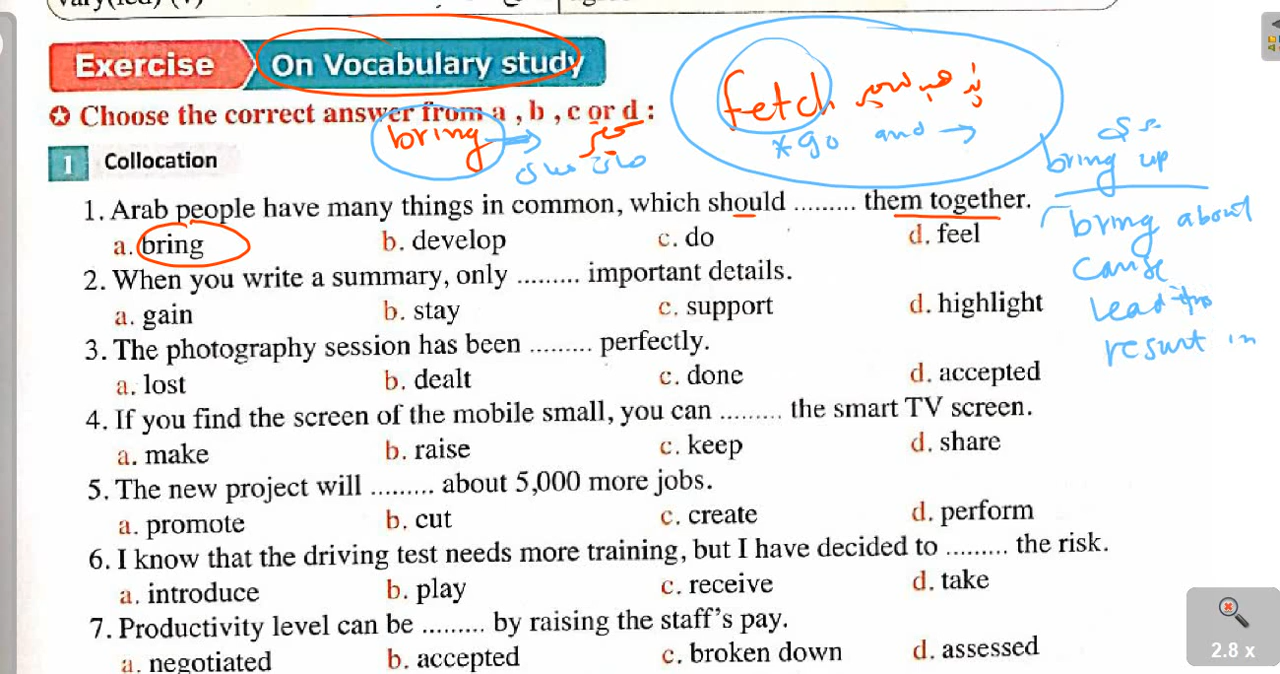 Exercise On Vocabulary study
✪ Choose the correct answer from a , b , c or d :
fetch
*go and →
bring →
bring up
bring about
cause
lead to
result in
1 Collocation
1. Arab people have many things in common, which should ......... them together.
a. bring b. develop c. do d. feel
2. When you write a summary, only ......... important details.
a. gain b. stay c. support d. highlight
3. The photography session has been ......... perfectly.
a. lost b. dealt c. done d. accepted
4. If you find the screen of the mobile small, you can ......... the smart TV screen.
a. make b. raise c. keep d. share
5. The new project will ......... about 5,000 more jobs.
a. promote b. cut c. create d. perform
6. I know that the driving test needs more training, but I have decided to ......... the risk.
a. introduce b. play c. receive d. take
7. Productivity level can be ......... by raising the staff's pay.
a. negotiated b. accepted c. broken down d. assessed
2.8 x